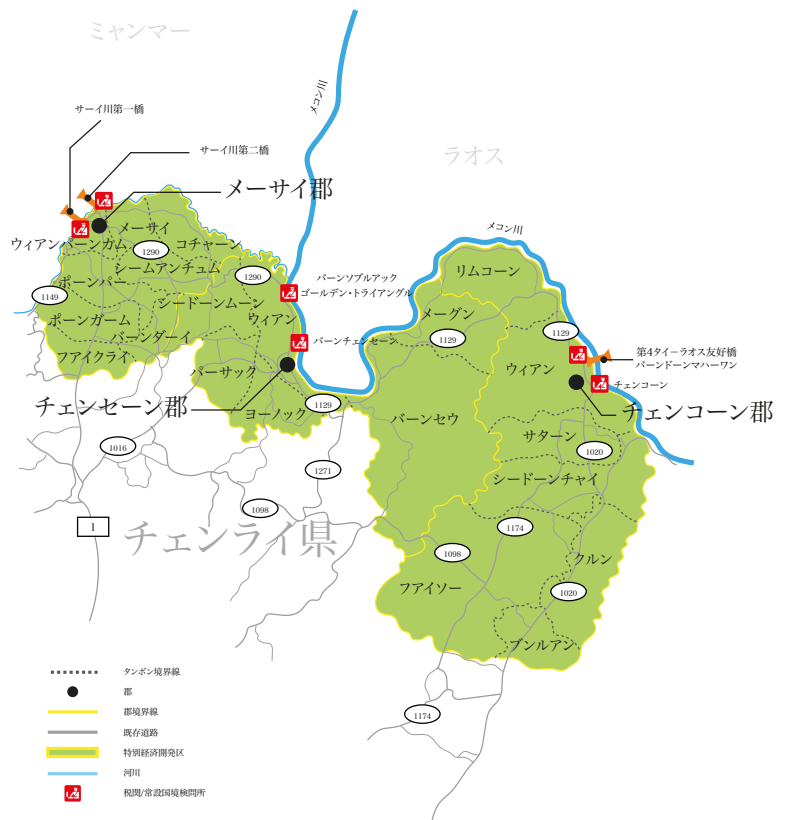 ミャンマー
メコン川
サーイ川第一橋
サーイ川第二橋
ラオス
メーサイ郡
メーサイ
ウィアンパーンガム
コチャーン
1290
シームアンチュム
1290
ポーンパー
1149
シードーンムーン
ポーンガーム
バーンダーイ
フアイクライ
ウィアン
バーンソプルアック
ゴールデン・トライアングル
バーンチェンセーン
パーサック
チェンセーン郡
ヨーノック
1129
メコン川
リムコーン
メーグン
1129
1129
第4タイ−ラオス友好橋
バーンドーンマハーワン
ウィアン
チェンコーン
チェンコーン郡
バーンセウ
サターン
1020
シードーンチャイ
1016
1271
1098
1
チェンライ県
1174
1098
クルン
フアイソー
1020
ブンルアン
1174
タンボン境界線
郡
郡境界線
既存道路
特別経済開発区
河川
税関/常設国境検問所